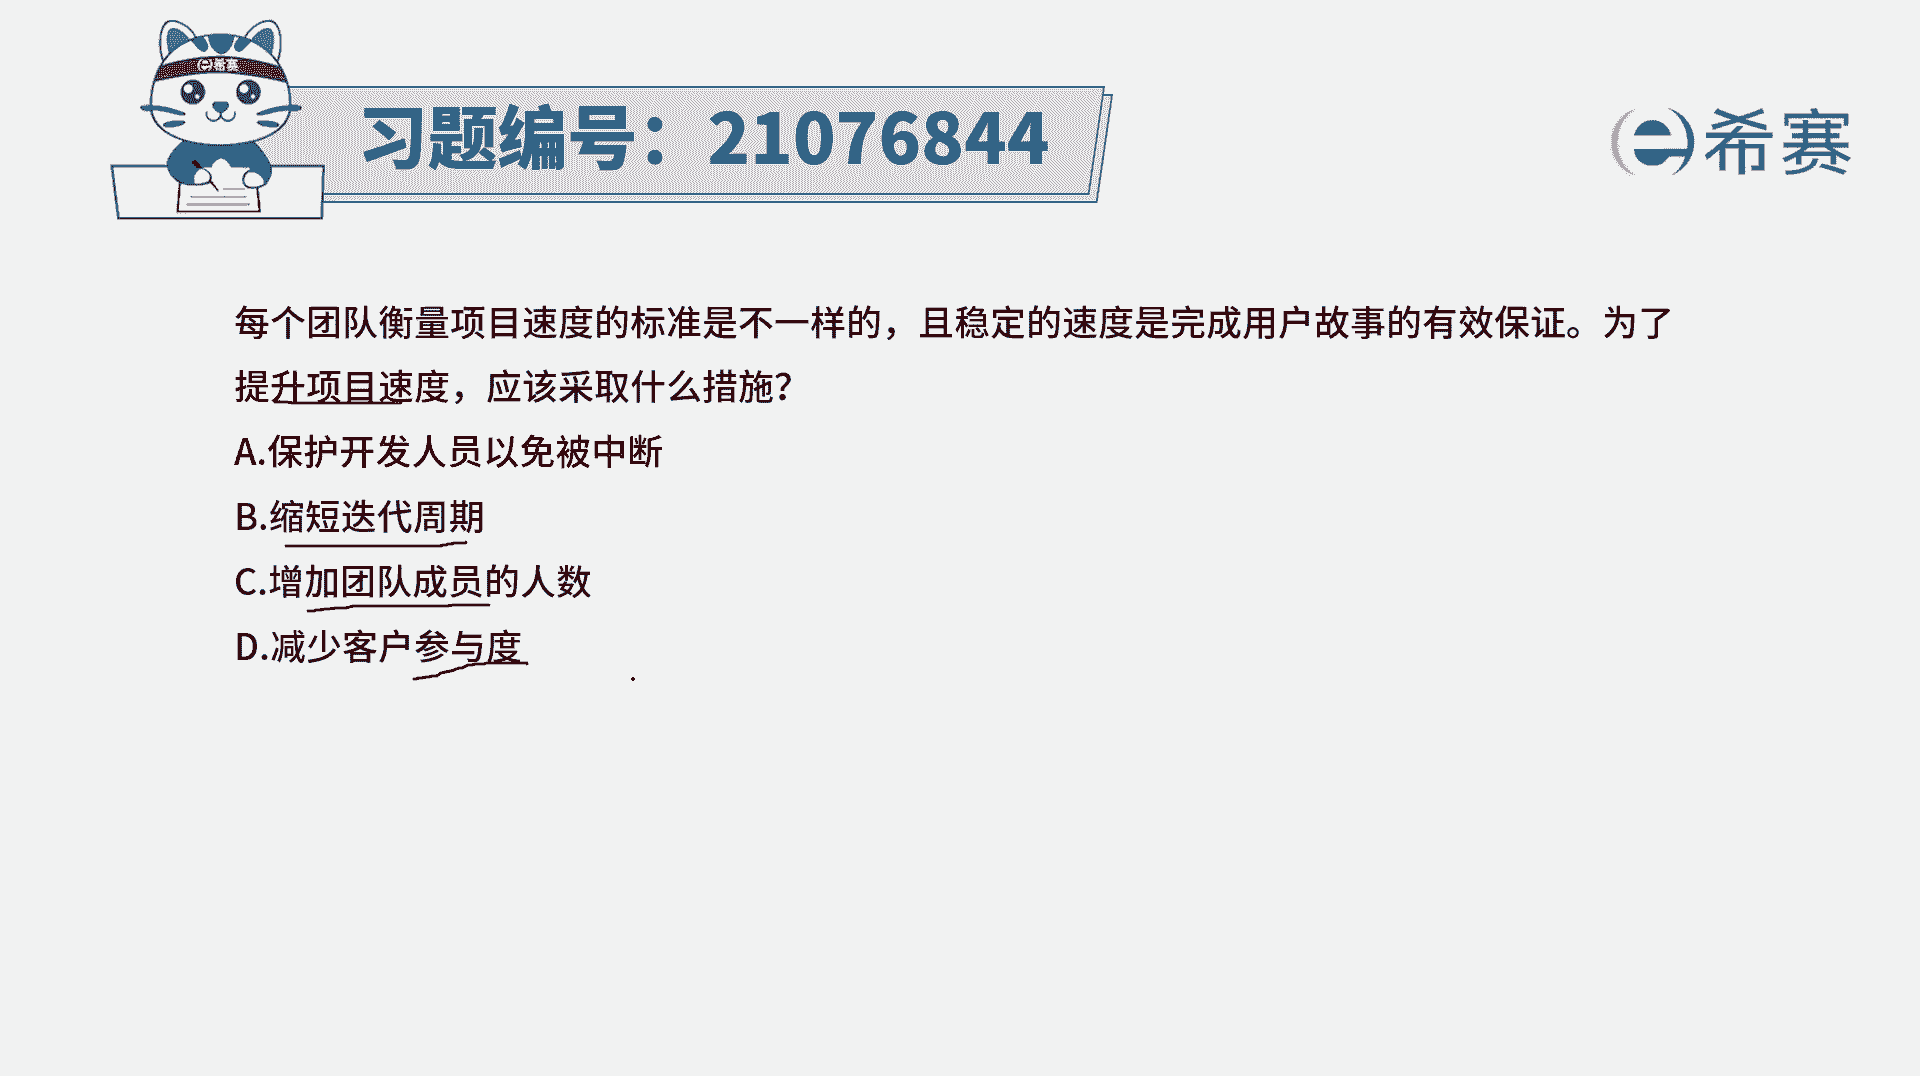 希赛
习题编号：21076844
希赛
每个团队衡量项目速度的标准是不一样的，且稳定的速度是完成用户故事的有效保证。为了
提升项目速度，应该采取什么措施？
A.保护开发人员以免被中断
B.缩短迭代周期
C.增加团队成员的人数
D.减少客户参与度